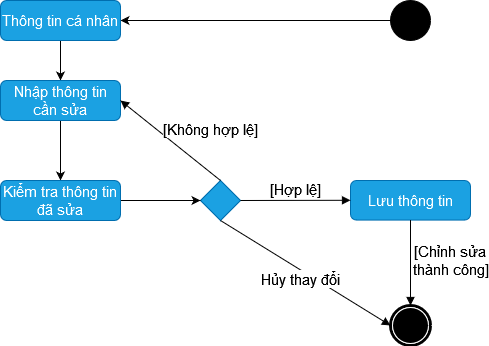 Thông tin cá nhân
Nhập thông tin
cần sửa
[Không hợp lệ]
Kiểm tra thông tin
đã sửa
[Hợp lệ]
Lưu thông tin
[Chỉnh sửa
thành công]
Hủy thay đổi